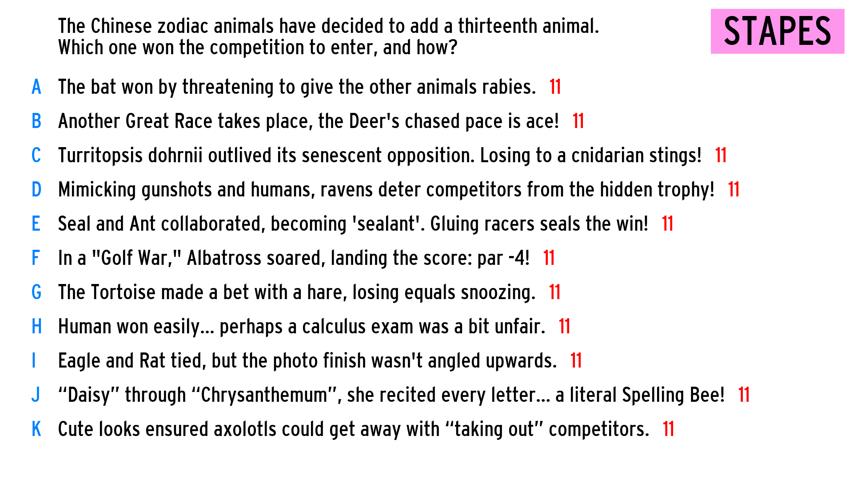 The Chinese zodiac animals have decided to add a thirteenth animal.
Which one won the competition to enter, and how?
STAPES
A The bat won by threatening to give the other animals rabies. 11
B Another Great Race takes place, the Deer's chased pace is ace! 11
C Turritopsis dohrnii outlived its senescent opposition. Losing to a cnidarian stings! 11
D Mimicking gunshots and humans, ravens deter competitors from the hidden trophy! 11
E Seal and Ant collaborated, becoming 'sealant'. Gluing racers seals the win! 11
F In a "Golf War," Albatross soared, landing the score: par -4! 11
G The Tortoise made a bet with a hare, losing equals snoozing. 11
H Human won easily... perhaps a calculus exam was a bit unfair. 11
I Eagle and Rat tied, but the photo finish wasn't angled upwards. 11
J “Daisy” through “Chrysanthemum”, she recited every letter... a literal Spelling Bee! 11
K Cute looks ensured axolotls could get away with “taking out” competitors. 11